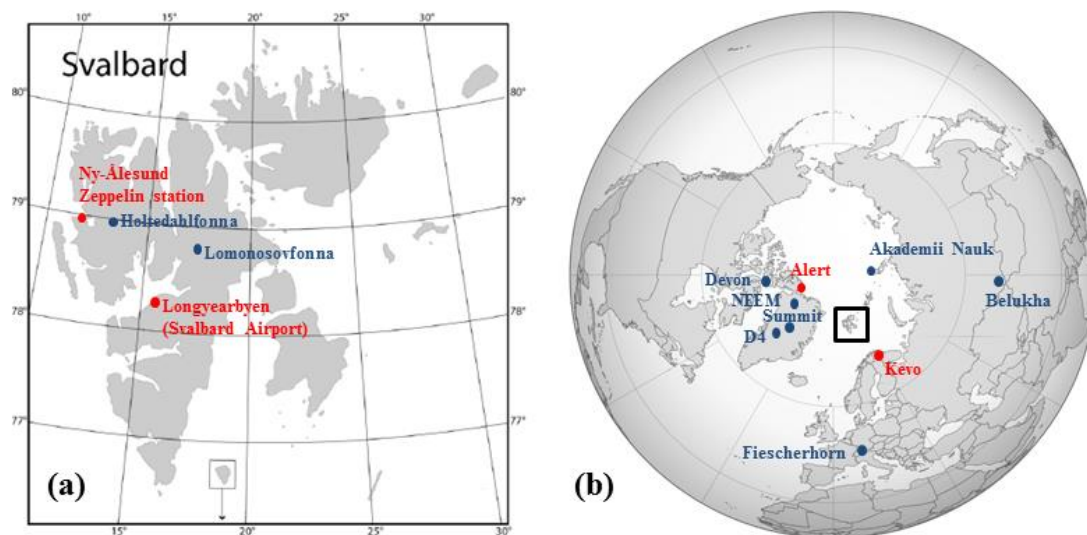 10° 15° 20° 25° 30°
Svalbard
80° 80°
Ny-Ålesund
Zeppelin station
79° 79°
Holtedahlfonna
Lomonosovfonna
78° 78°
Longyearbyen
(Svalbard Airport)
77° 77°
(a)
15° 20° 25° 30°
Akademii Nauk
Devon
Alert
NEEM
Belukha
Summit
D4
Kevo
Fiescherhorn
(b)